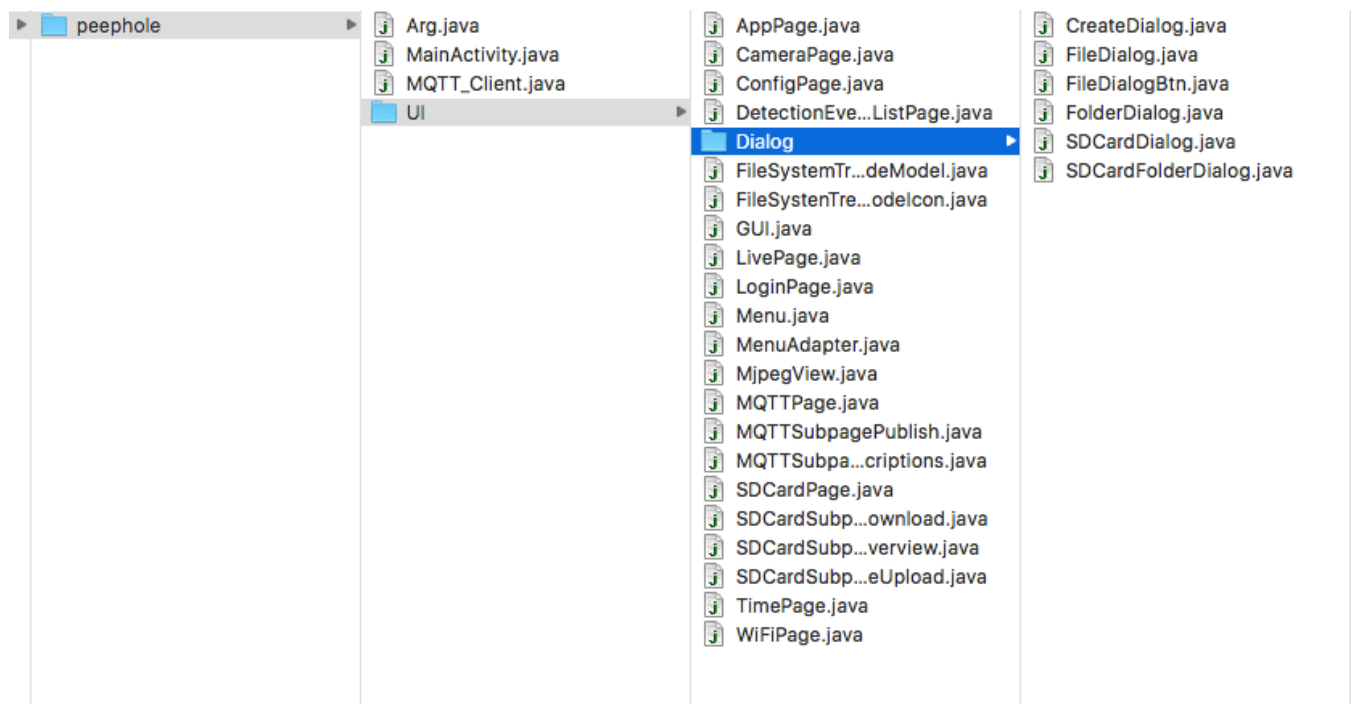 peephole
Arg.java
MainActivity.java
MQTT_Client.java
UI
AppPage.java
CameraPage.java
ConfigPage.java
DetectionEve...ListPage.java
Dialog
FileSystemTr...deModel.java
FileSystenTre...odeIcon.java
GUI.java
LivePage.java
LoginPage.java
Menu.java
MenuAdapter.java
MjpegView.java
MQTTPage.java
MQTTSubpagePublish.java
MQTTSubpa...criptions.java
SDCardPage.java
SDCardSubp...ownload.java
SDCardSubp...verview.java
SDCardSubp...eUpload.java
TimePage.java
WiFiPage.java
CreateDialog.java
FileDialog.java
FileDialogBtn.java
FolderDialog.java
SDCardDialog.java
SDCardFolderDialog.java